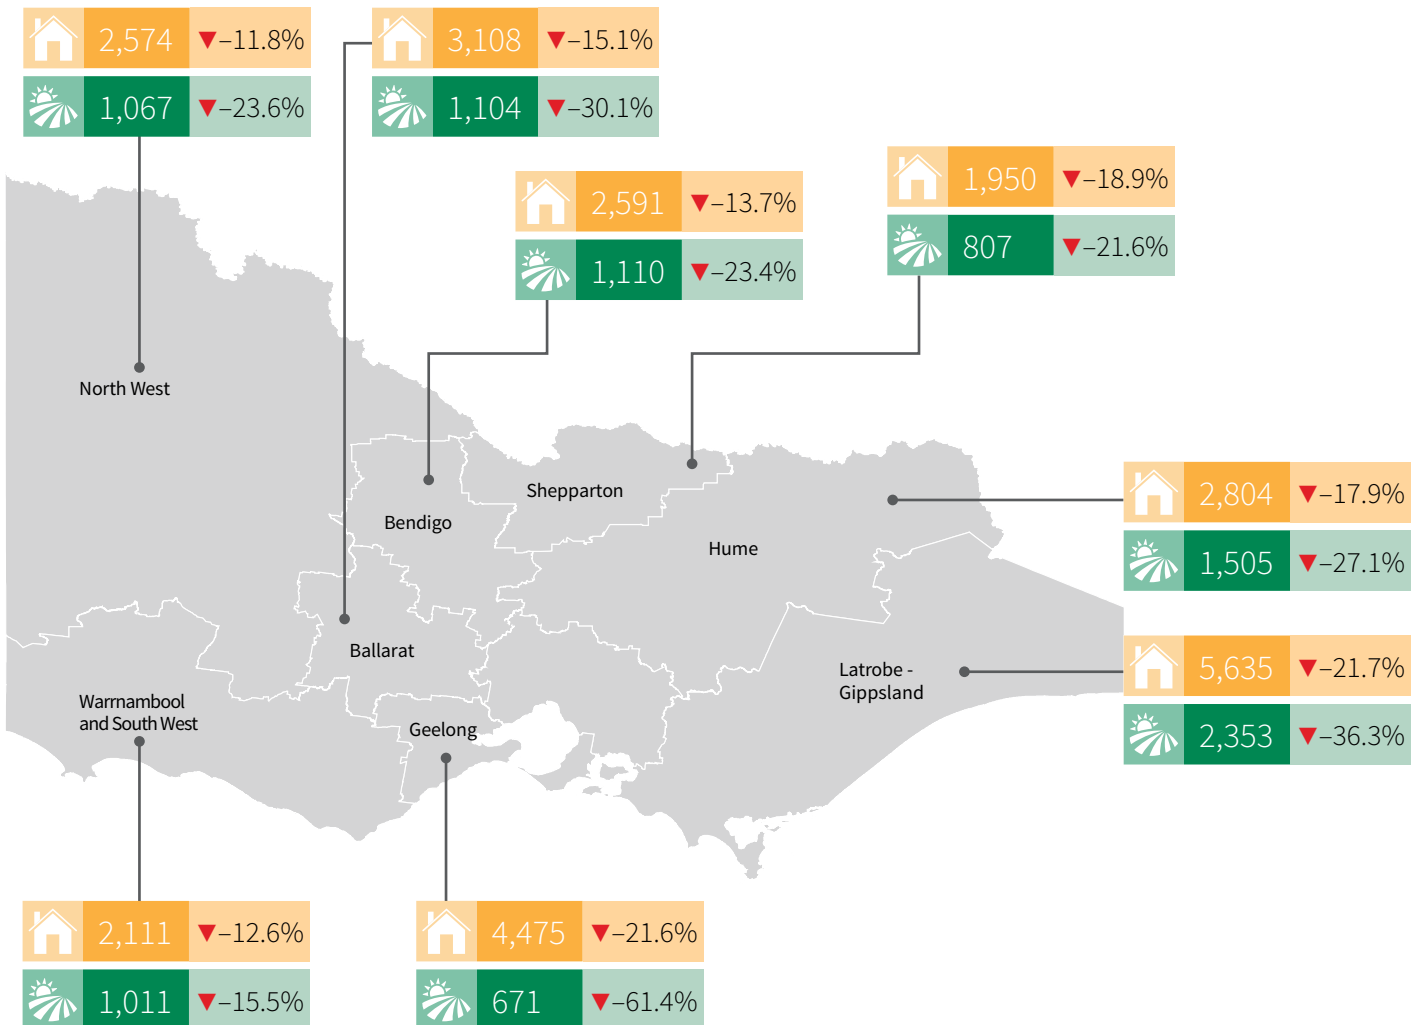 2,574 ▼–11.8%
1,067 ▼–23.6%
3,108 ▼–15.1%
1,104 ▼–30.1%
2,591 ▼–13.7%
1,110 ▼–23.4%
1,950 ▼–18.9%
807 ▼–21.6%
North West
Shepparton
Bendigo
Hume
2,804 ▼–17.9%
1,505 ▼–27.1%
Ballarat
Latrobe -
Gippsland
5,635 ▼–21.7%
2,353 ▼–36.3%
Warrnambool
and South West
Geelong
2,111 ▼–12.6%
1,011 ▼–15.5%
4,475 ▼–21.6%
671 ▼–61.4%